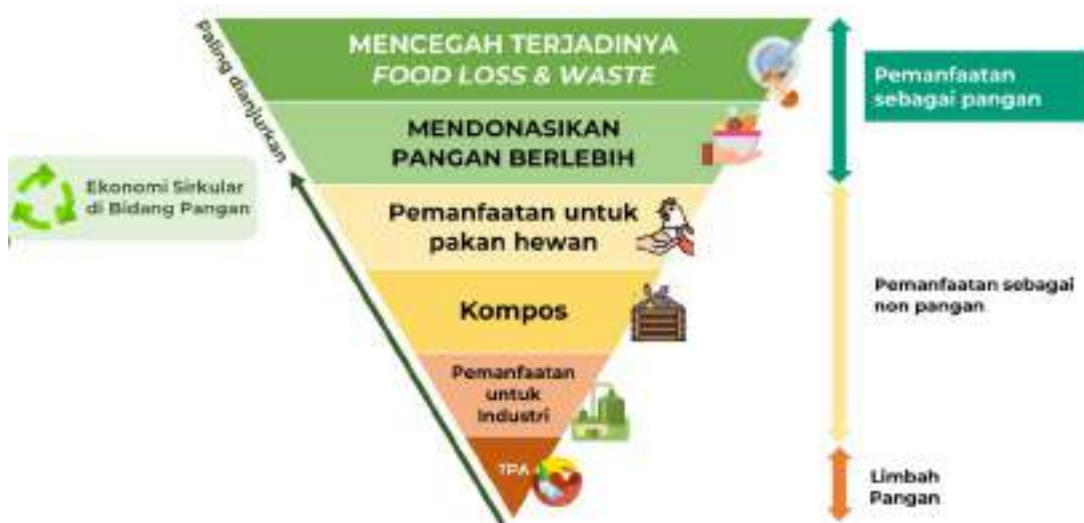 MENCEGAH TERJADINYA
FOOD LOSS & WASTE
MENDONASIKAN
PANGAN BERLEBIH
Pemanfaatan untuk
pakan hewan
Kompos
Pemanfaatan
untuk
Industri
TPA
Paling dianjurkan
Ekonomi Sirkular
di Bidang Pangan
Pemanfaatan
sebagai pangan
Pemanfaatan sebagai
non pangan
Limbah
Pangan